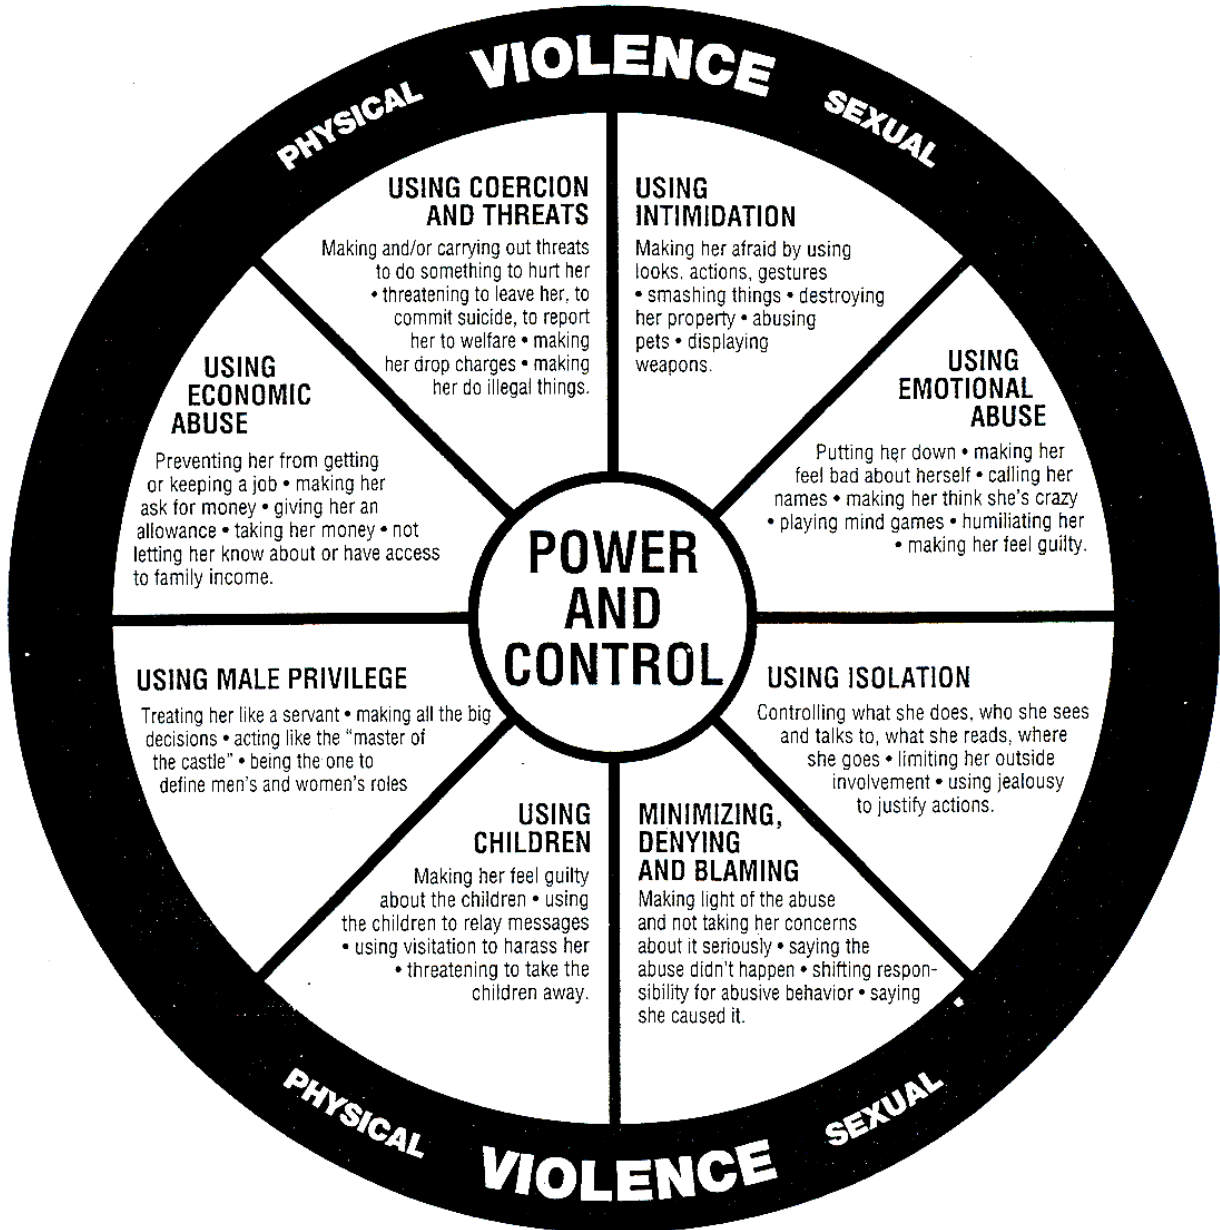 PHYSICAL VIOLENCE SEXUAL
USING COERCION
AND THREATS
Making and/or carrying out threats
to do something to hurt her
• threatening to leave her, to
commit suicide, to report
her to welfare • making
her drop charges • making
her do illegal things.
USING
INTIMIDATION
Making her afraid by using
looks, actions, gestures
• smashing things • destroying
her property • abusing
pets • displaying
weapons.
USING
EMOTIONAL
ABUSE
Putting her down • making her
feel bad about herself • calling her
names • making her think she's crazy
• playing mind games • humiliating her
• making her feel guilty.
USING ISOLATION
Controlling what she does, who she sees
and talks to, what she reads, where
she goes • limiting her outside
involvement • using jealousy
to justify actions.
MINIMIZING,
DENYING
AND BLAMING
Making light of the abuse
and not taking her concerns
about it seriously • saying the
abuse didn't happen • shifting respon-
sibility for abusive behavior • saying
she caused it.
USING
CHILDREN
Making her feel guilty
about the children • using
the children to relay messages
• using visitation to harass her
• threatening to take the
children away.
USING MALE PRIVILEGE
Treating her like a servant • making all the big
decisions • acting like the "master of
the castle" • being the one to
define men's and women's roles
USING
ECONOMIC
ABUSE
Preventing her from getting
or keeping a job • making her
ask for money • giving her an
allowance • taking her money • not
letting her know about or have access
to family income.
POWER
AND
CONTROL
PHYSICAL VIOLENCE SEXUAL